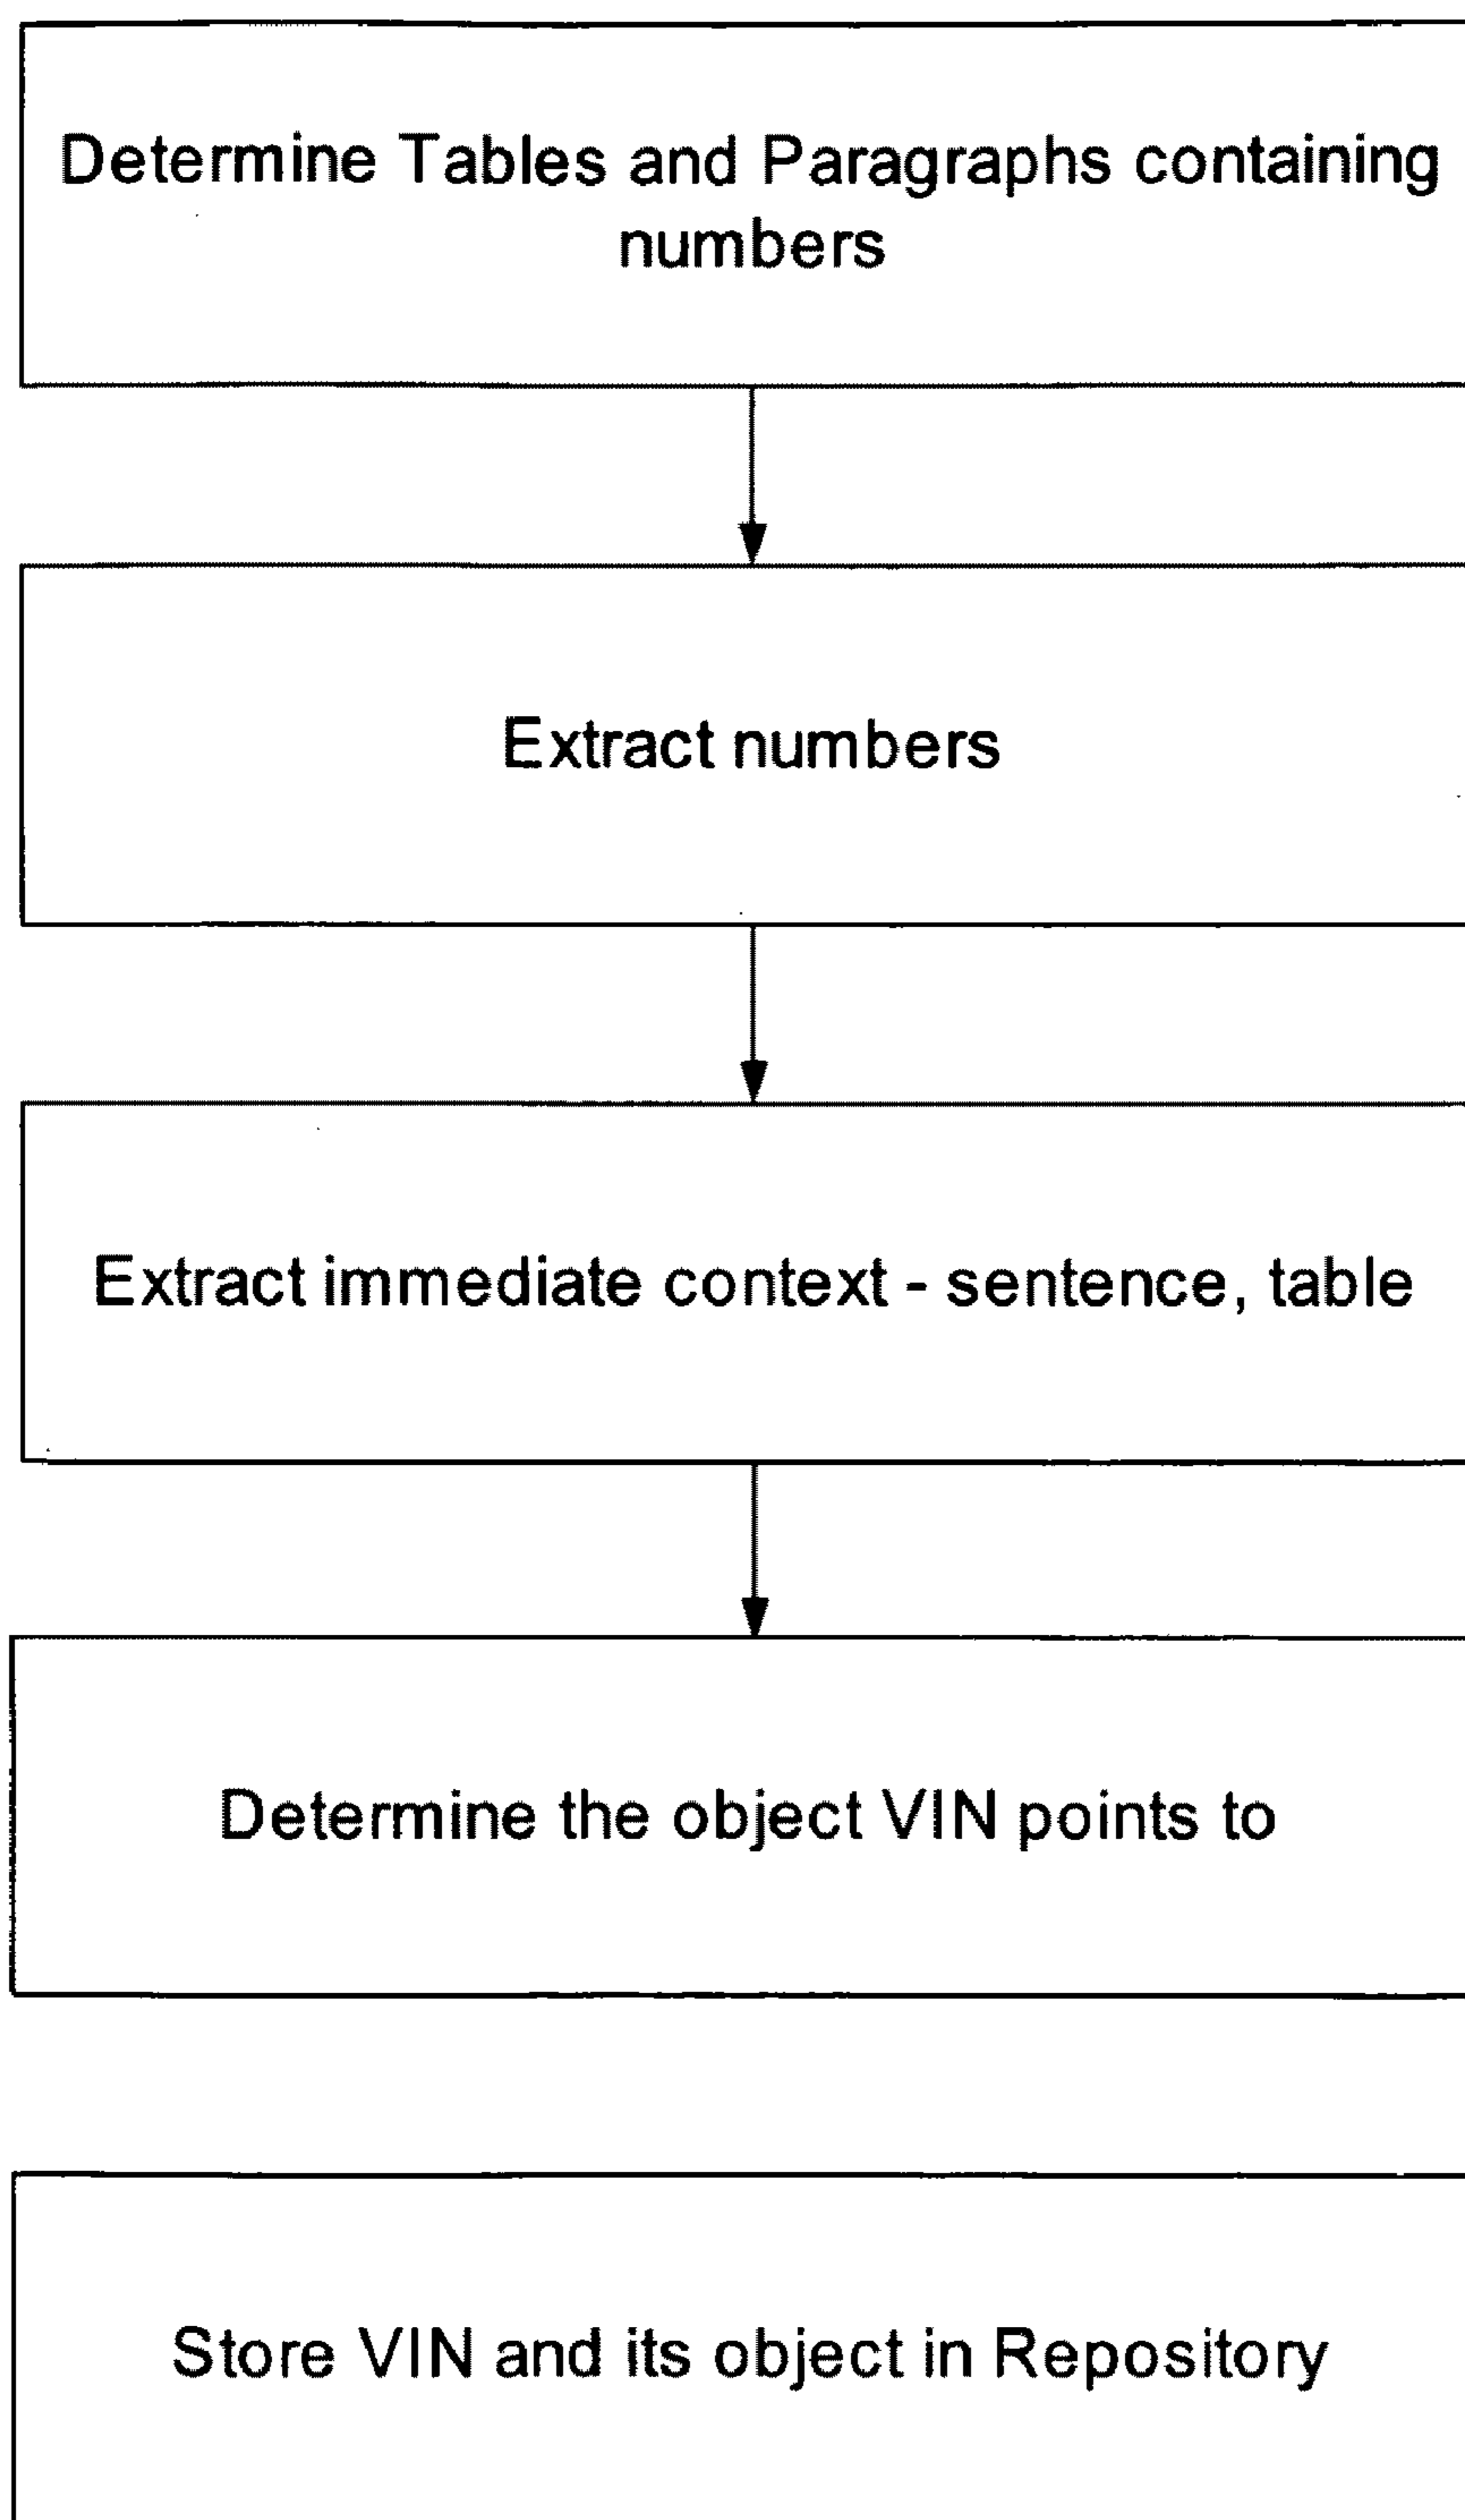 Determine Tables and Paragraphs containing
numbers
Extract numbers
Extract immediate context - sentence, table
Determine the object VIN points to
Store VIN and its object in Repository